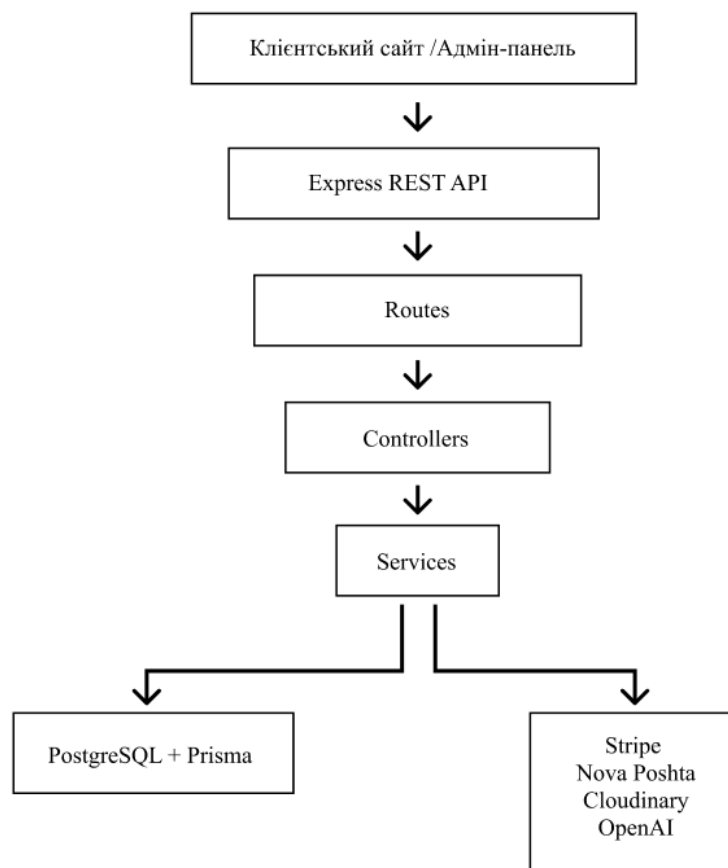 Клієнтський сайт /Адмін-панель
Express REST API
Routes
Controllers
Services
PostgreSQL + Prisma
Stripe
Nova Poshta
Cloudinary
OpenAI